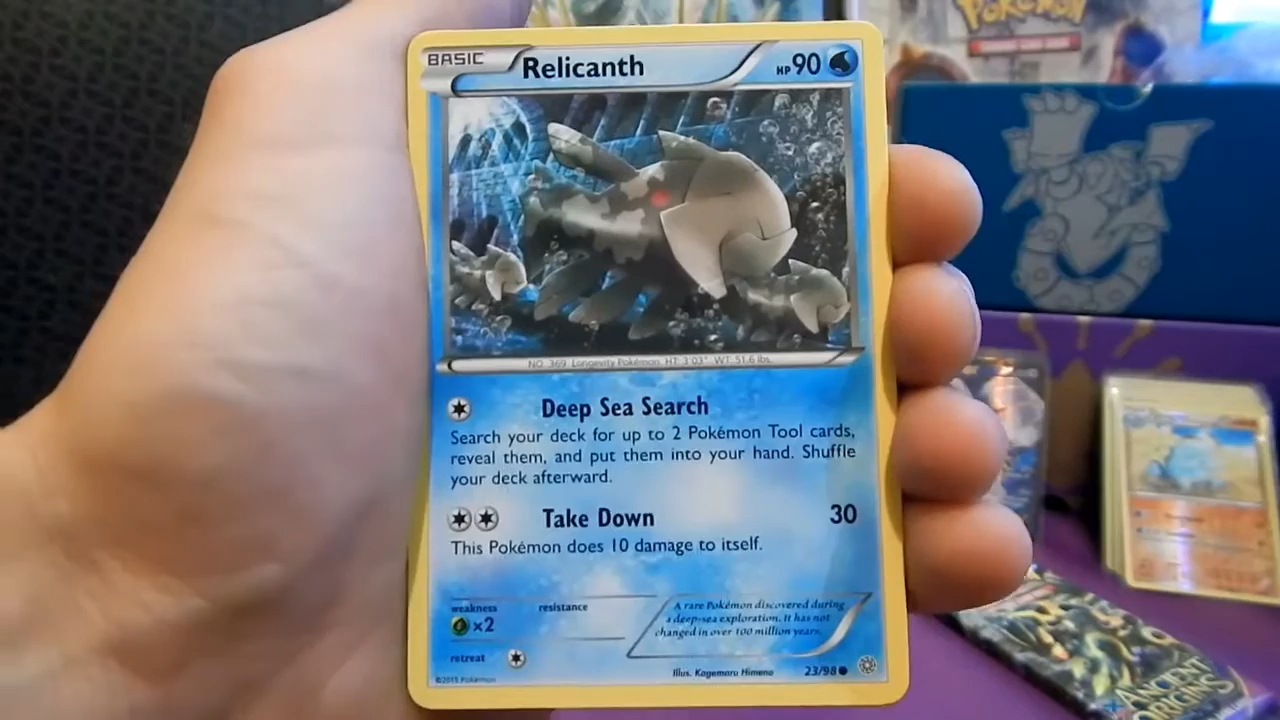 Pokémon
BASIC
Relicanth
HP 90
NO. 369 Longevity Pokémon HT: 3'03" WT: 51.6 lbs.
Deep Sea Search
Search your deck for up to 2 Pokémon Tool cards,
reveal them, and put them into your hand. Shuffle
your deck afterward.
Take Down 30
This Pokémon does 10 damage to itself.
weakness resistance
×2
A rare Pokémon discovered during
a deep-sea exploration. It has not
changed in over 100 million years.
retreat
Illus. Kagemaru Himeno 23/98
©2015 Pokémon
ANCIENT
ORIGINS